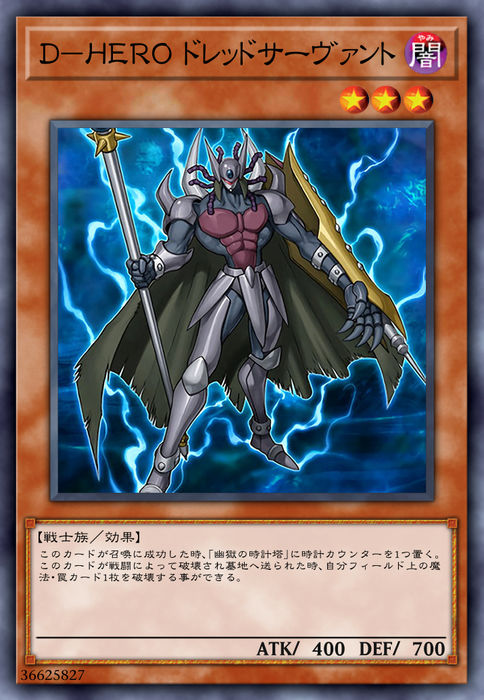 D－HERO ドレッドサーヴァント
やみ
闇
【戦士族／効果】
このカードが召喚に成功した時、「幽獄の時計塔」に時計カウンターを1つ置く。
このカードが戦闘によって破壊され墓地へ送られた時、自分フィールド上の魔
法・罠カード1枚を破壊する事ができる。
ATK/ 400 DEF/ 700
36625827